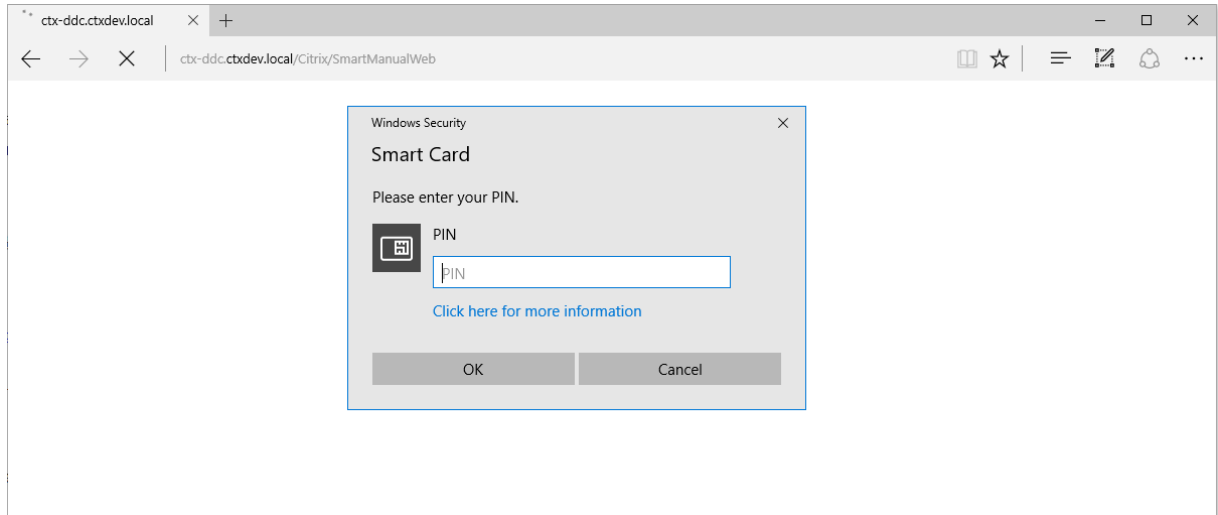 ctx-ddc.ctxdev.local
ctx-ddc.ctxdev.local/Citrix/SmartManualWeb
Windows Security
Smart Card
Please enter your PIN.
PIN
PIN
Click here for more information
OK Cancel